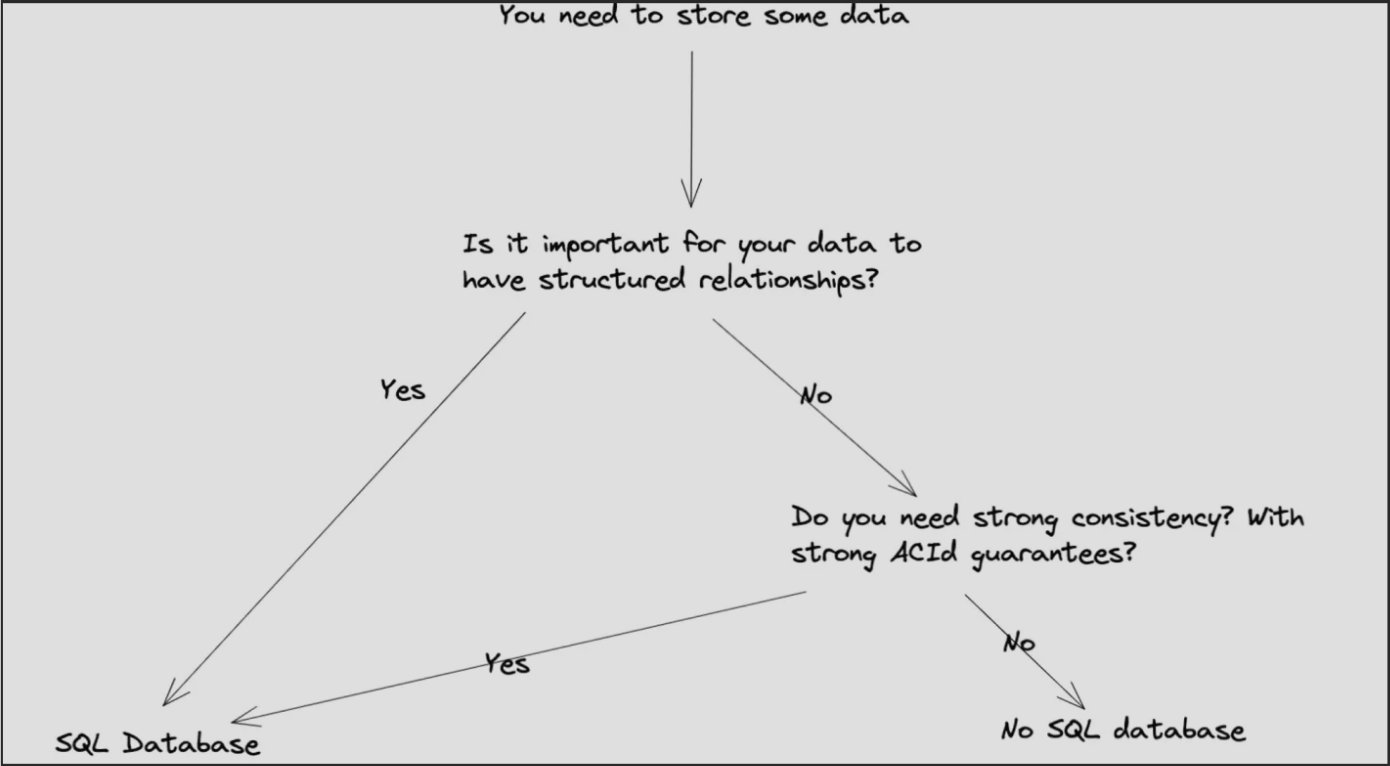 You need to store some data
Is it important for your data to
have structured relationships?
Yes
No
Do you need strong consistency? With
strong ACId guarantees?
Yes
No
SQL Database
No SQL database